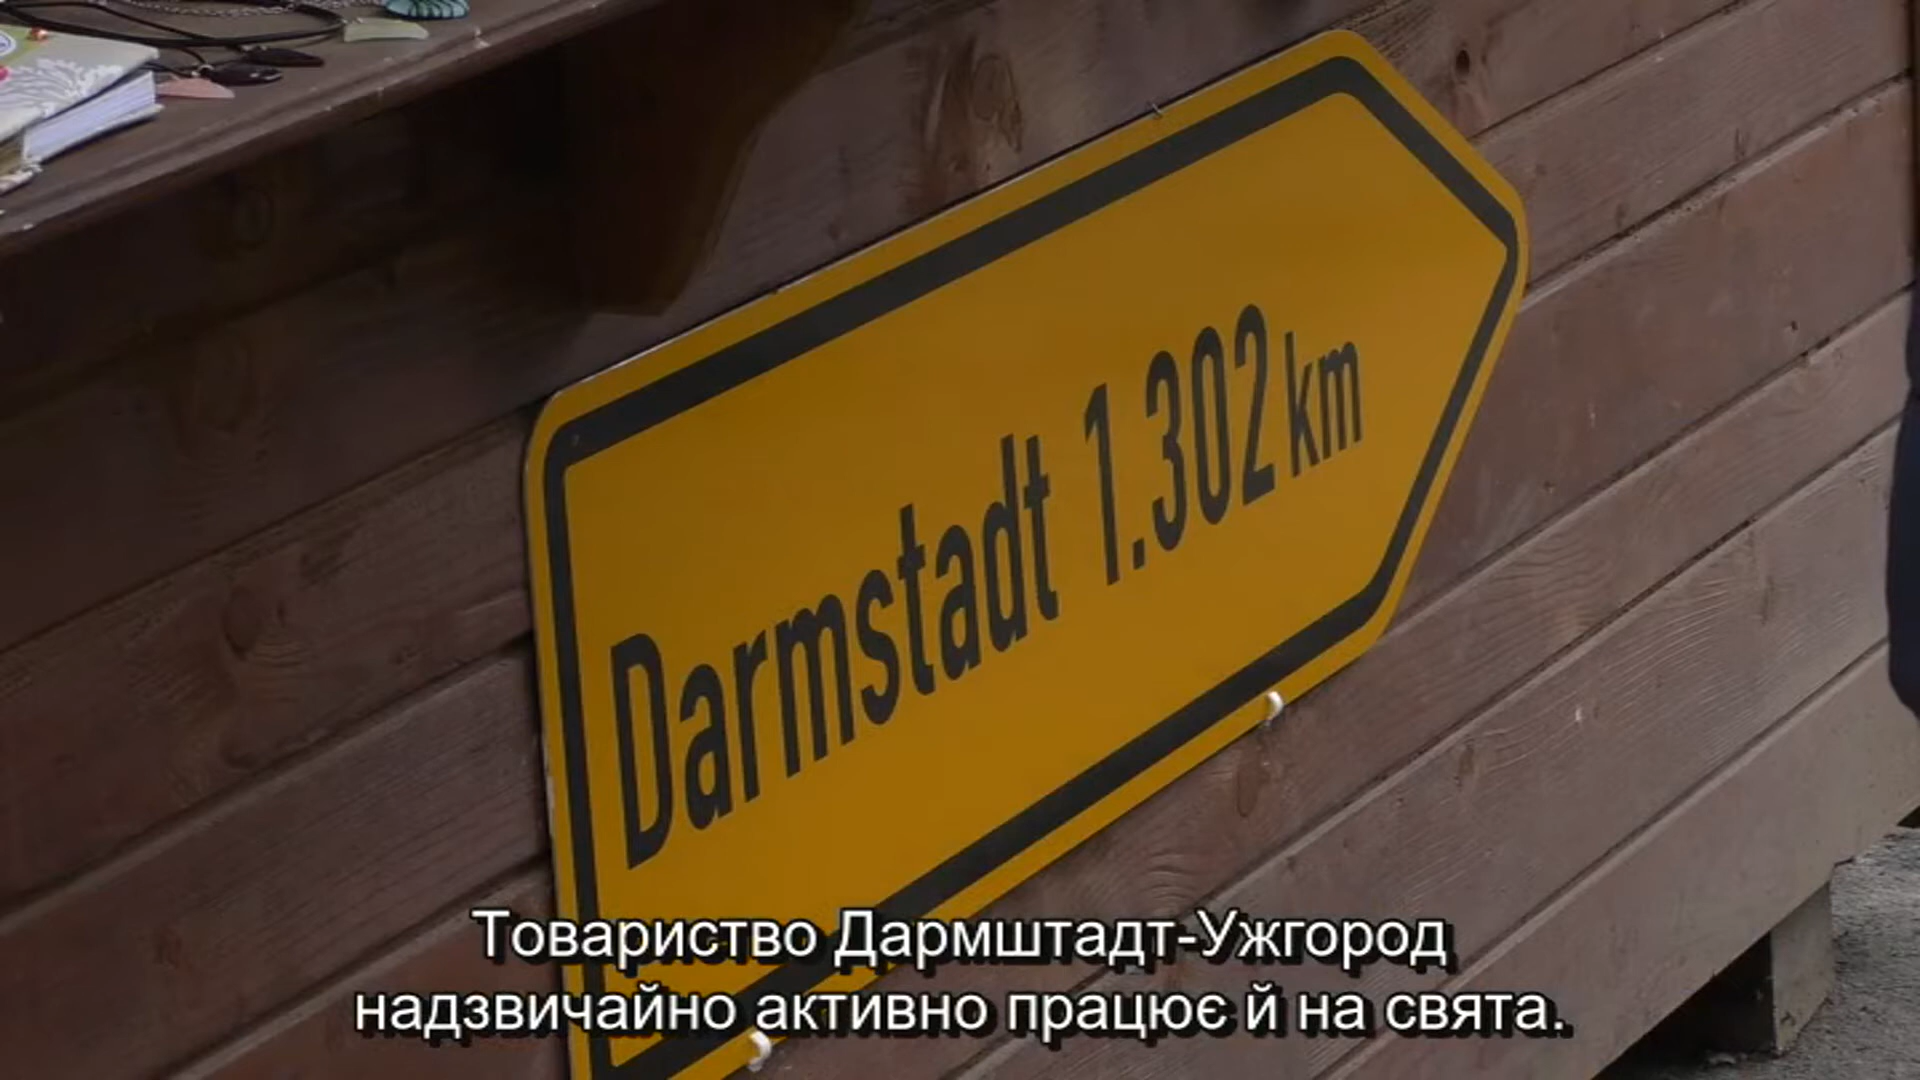 Darmstadt 1.302 km
Товариство Дармштадт-Ужгород
надзвичайно активно працює й на свята.